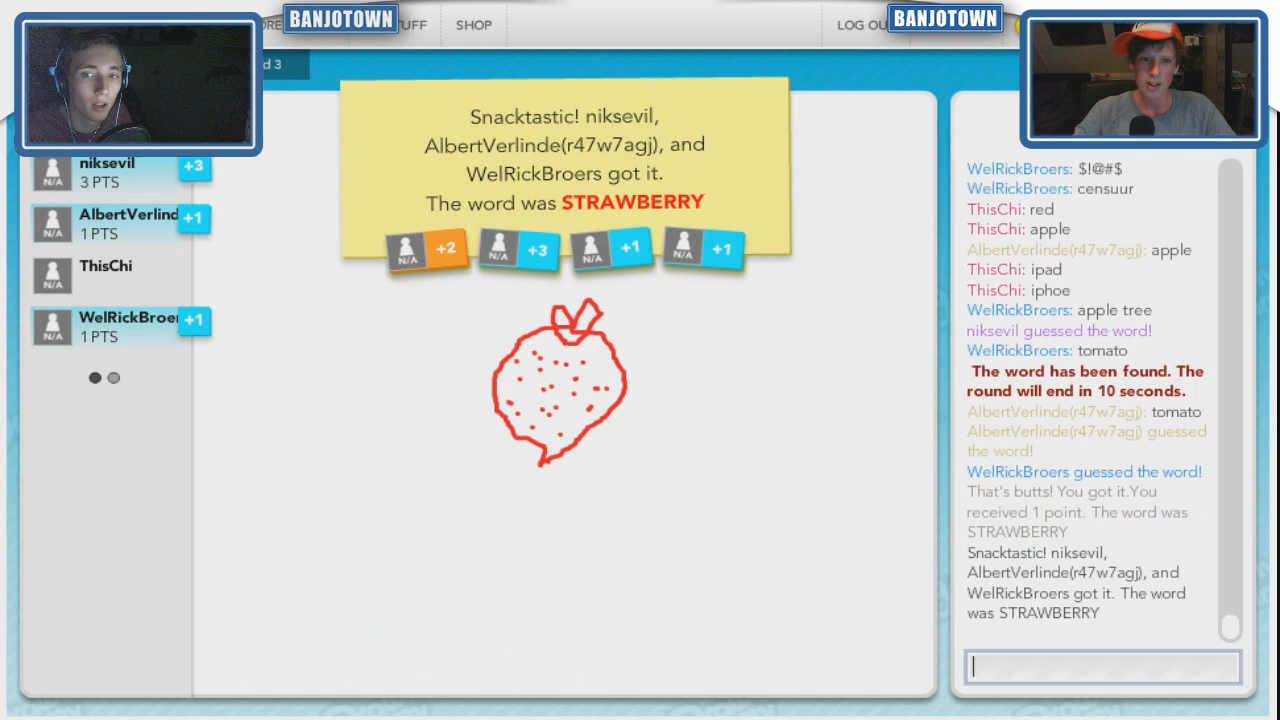 BANJOTOWN
UFF
SHOP
LOG OU
BANJOTOWN
d 3
niksevil
3 PTS
+3
AlbertVerlind
1 PTS
+1
ThisChi
WelRickBroer
1 PTS
+1
N/A
N/A
N/A
N/A
Snacktastic! niksevil,
AlbertVerlinde(r47w7agj), and
WelRickBroers got it.
The word was STRAWBERRY
N/A +2
N/A +3
N/A +1
N/A +1
WelRickBroers: $!@#$
WelRickBroers: censuur
ThisChi: red
ThisChi: apple
AlbertVerlinde(r47w7agj): apple
ThisChi: ipad
ThisChi: iphoe
WelRickBroers: apple tree
niksevil guessed the word!
WelRickBroers: tomato
The word has been found. The
round will end in 10 seconds.
AlbertVerlinde(r47w7agj): tomato
AlbertVerlinde(r47w7agj) guessed
the word!
WelRickBroers guessed the word!
That's butts! You got it.You
received 1 point. The word was
STRAWBERRY
Snacktastic! niksevil,
AlbertVerlinde(r47w7agj), and
WelRickBroers got it. The word
was STRAWBERRY